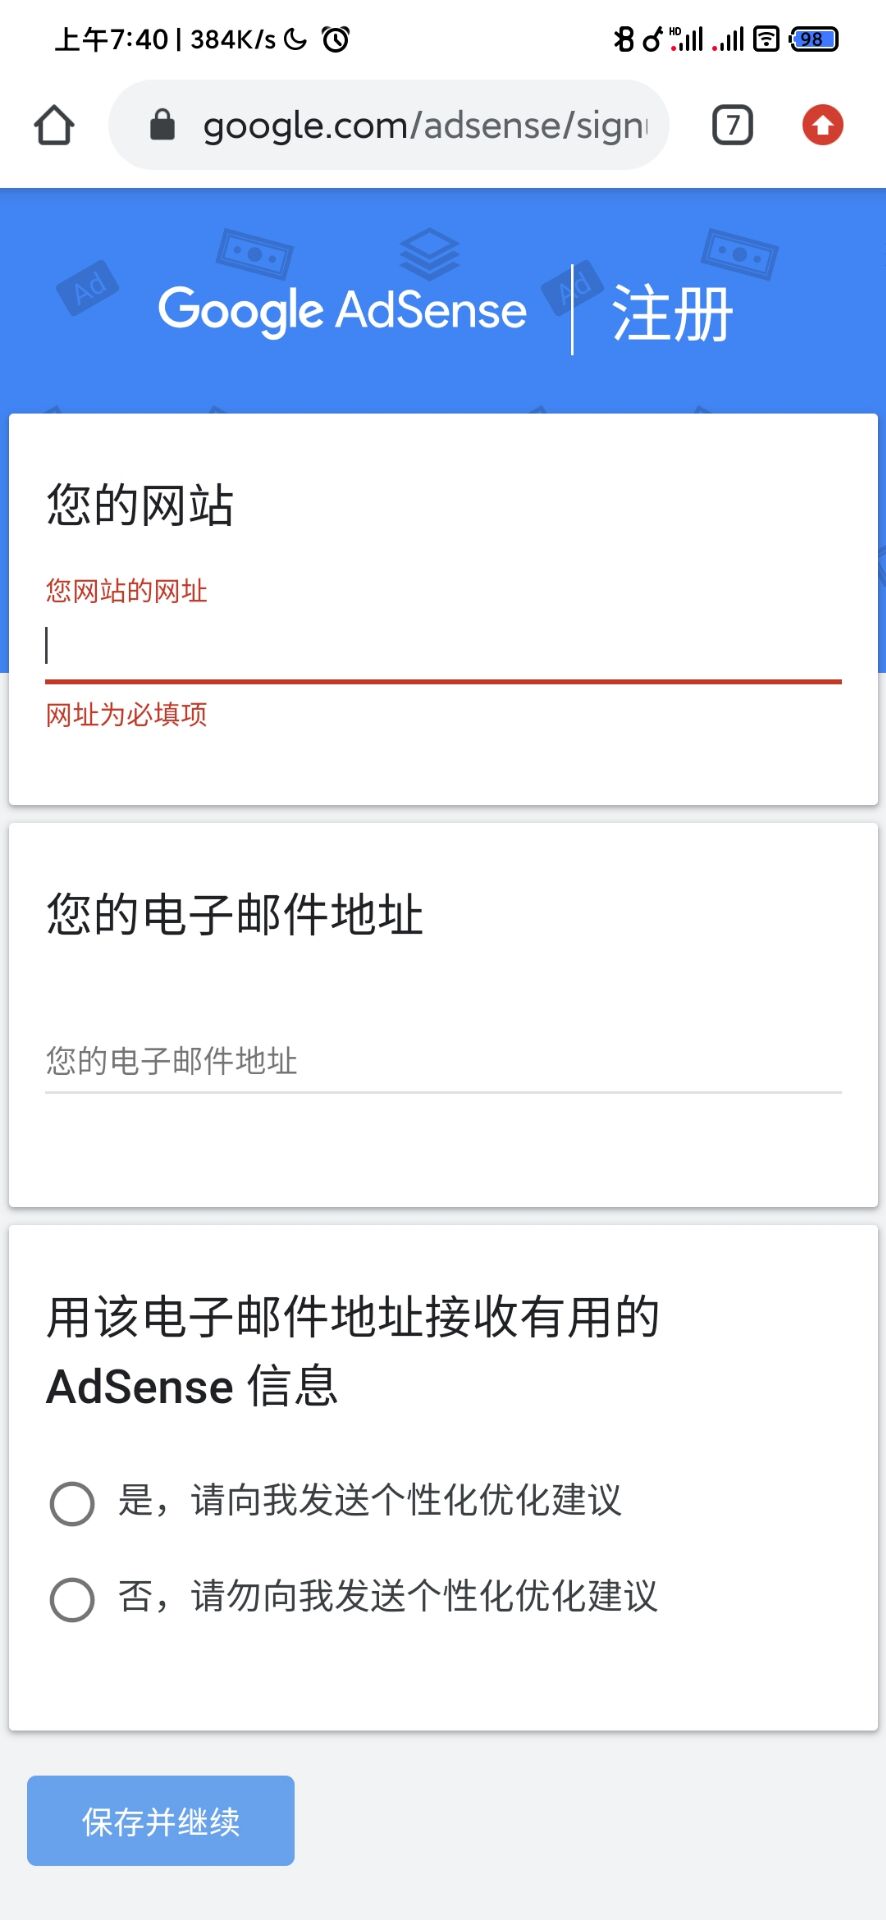 上午7:40 | 384K/s
HD
98
google.com/adsense/sign
7
Ad
Ad
Google AdSense | 注册
您的网站
您网站的网址
网址为必填项
您的电子邮件地址
您的电子邮件地址
用该电子邮件地址接收有用的
AdSense 信息
是，请向我发送个性化优化建议
否，请勿向我发送个性化优化建议
保存并继续